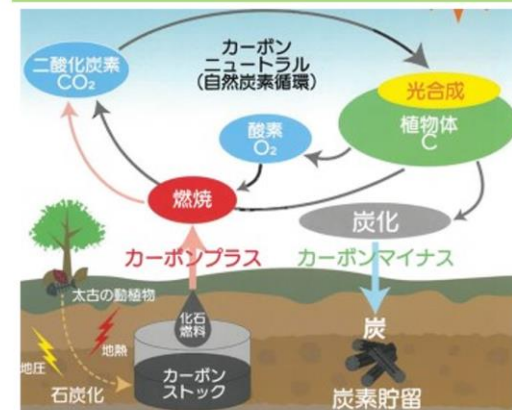 カーボン
ニュートラル
(自然炭素循環)
二酸化炭素
CO₂
光合成
植物体
C
酸素
O₂
燃焼
炭化
カーボンプラス
カーボンマイナス
太古の動植物
化石
燃料
地熱
地圧
石炭化
カーボン
ストック
炭
炭素貯留